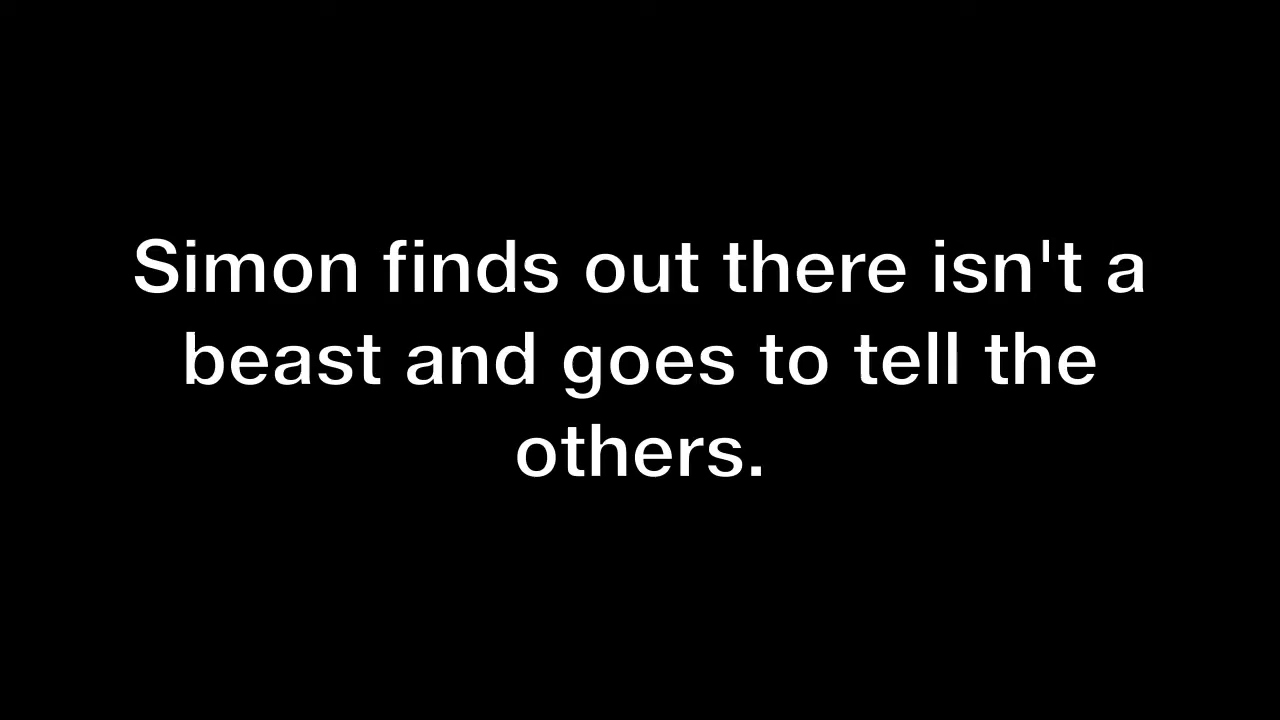 Simon finds out there isn't a
beast and goes to tell the
others.